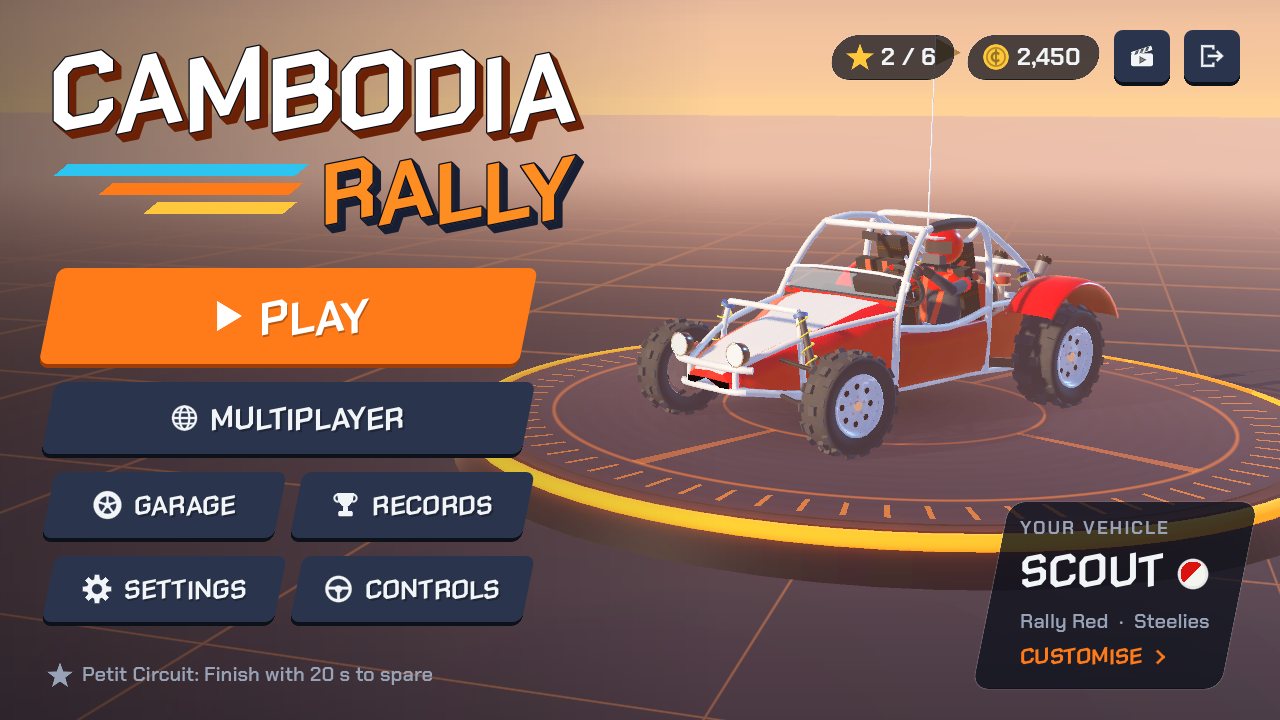 CAMBODIA
RALLY
2 / 6
2,450
PLAY
MULTIPLAYER
GARAGE
RECORDS
SETTINGS
CONTROLS
Petit Circuit: Finish with 20 s to spare
YOUR VEHICLE
SCOUT
Rally Red · Steelies
CUSTOMISE >